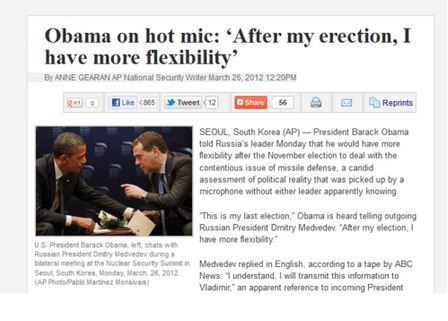 Obama on hot mic: ‘After my erection, I
have more flexibility’
By ANNE GEARAN AP National Security Writer March 26, 2012 12:20PM
+1 0 Like 865 Tweet 12 Share 56 Reprints
SEOUL, South Korea (AP) — President Barack Obama
told Russia's leader Monday that he would have more
flexibility after the November election to deal with the
contentious issue of missile defense, a candid
assessment of political reality that was picked up by a
microphone without either leader apparently knowing.
“This is my last election,” Obama is heard telling outgoing
Russian President Dmitry Medvedev. “After my election, I
have more flexibility.”
Medvedev replied in English, according to a tape by ABC
News: “I understand. I will transmit this information to
Vladimir,” an apparent reference to incoming President
U.S. President Barack Obama, left, chats with
Russian President Dmitry Medvedev during a
bilateral meeting at the Nuclear Security Summit in
Seoul, South Korea, Monday, March, 26, 2012.
(AP Photo/Pablo Martinez Monsivais)